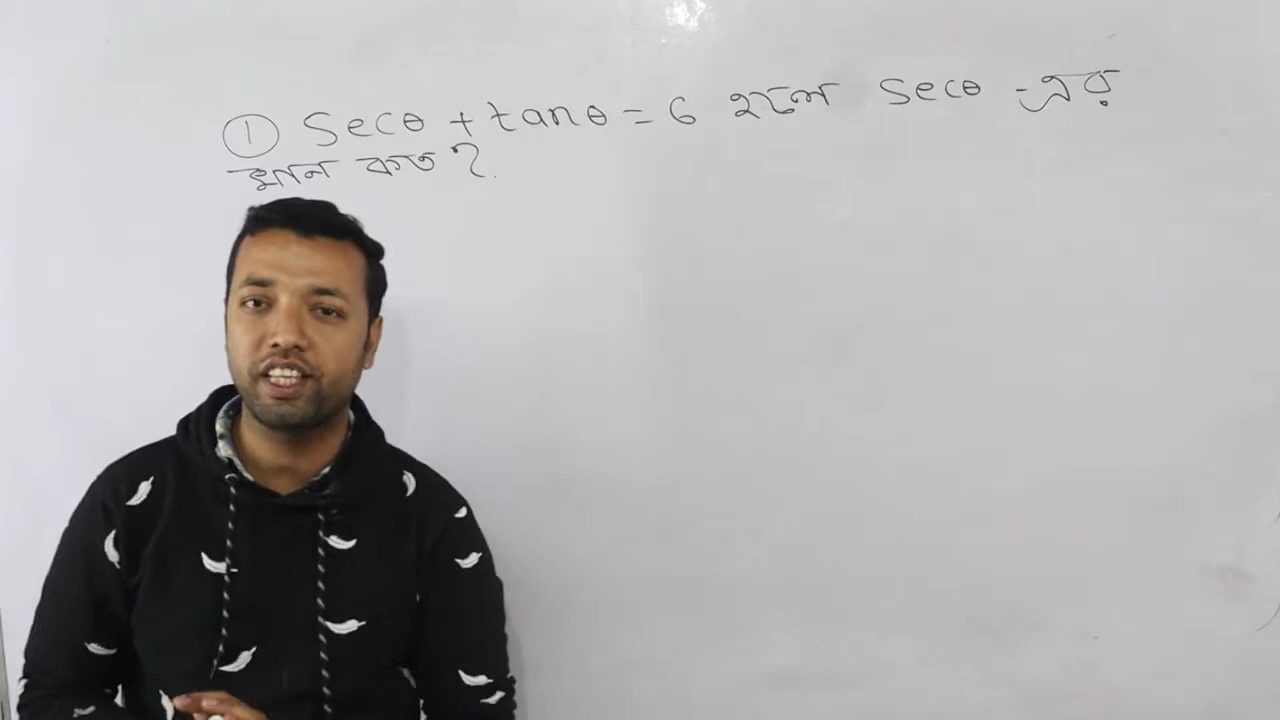 ① Secθ + tanθ = 6 হলে Secθ -এর
মান কত?